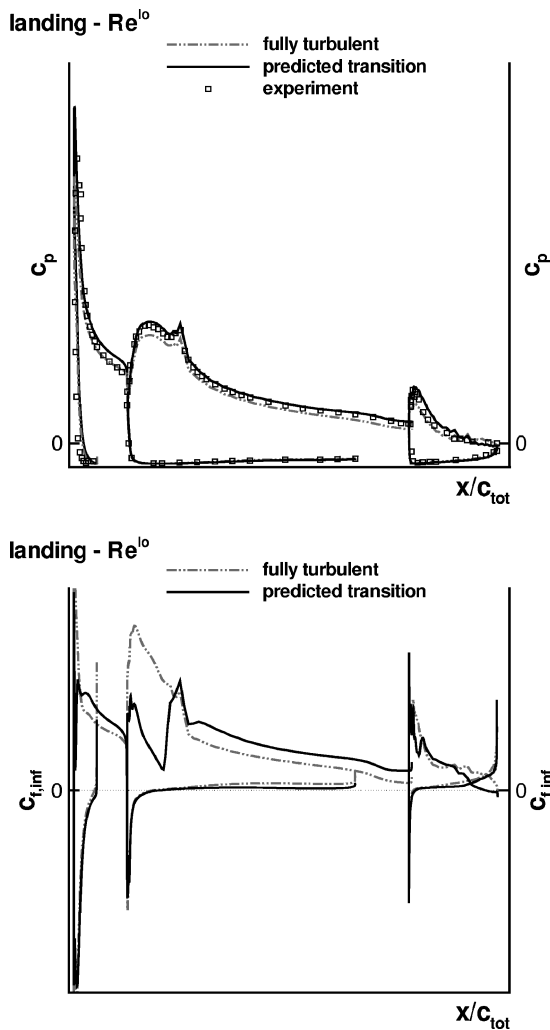 landing - Re^lo
fully turbulent
predicted transition
experiment
c_p
c_p
0
0
x/c_tot
landing - Re^lo
fully turbulent
predicted transition
c_f,inf
c_f,inf
0
0
x/c_tot